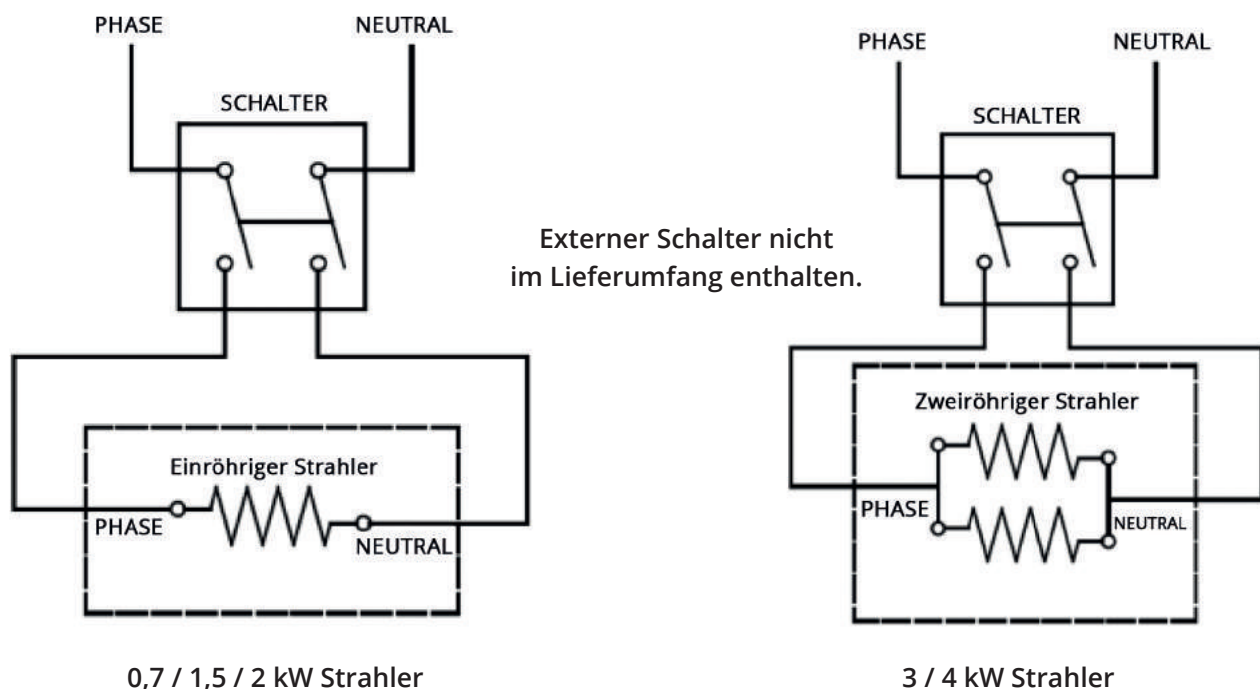 PHASE
NEUTRAL
SCHALTER
Einröhriger Strahler
PHASE
NEUTRAL
0,7 / 1,5 / 2 kW Strahler
Externer Schalter nicht
im Lieferumfang enthalten.
PHASE
NEUTRAL
SCHALTER
Zweiröhriger Strahler
PHASE
NEUTRAL
3 / 4 kW Strahler